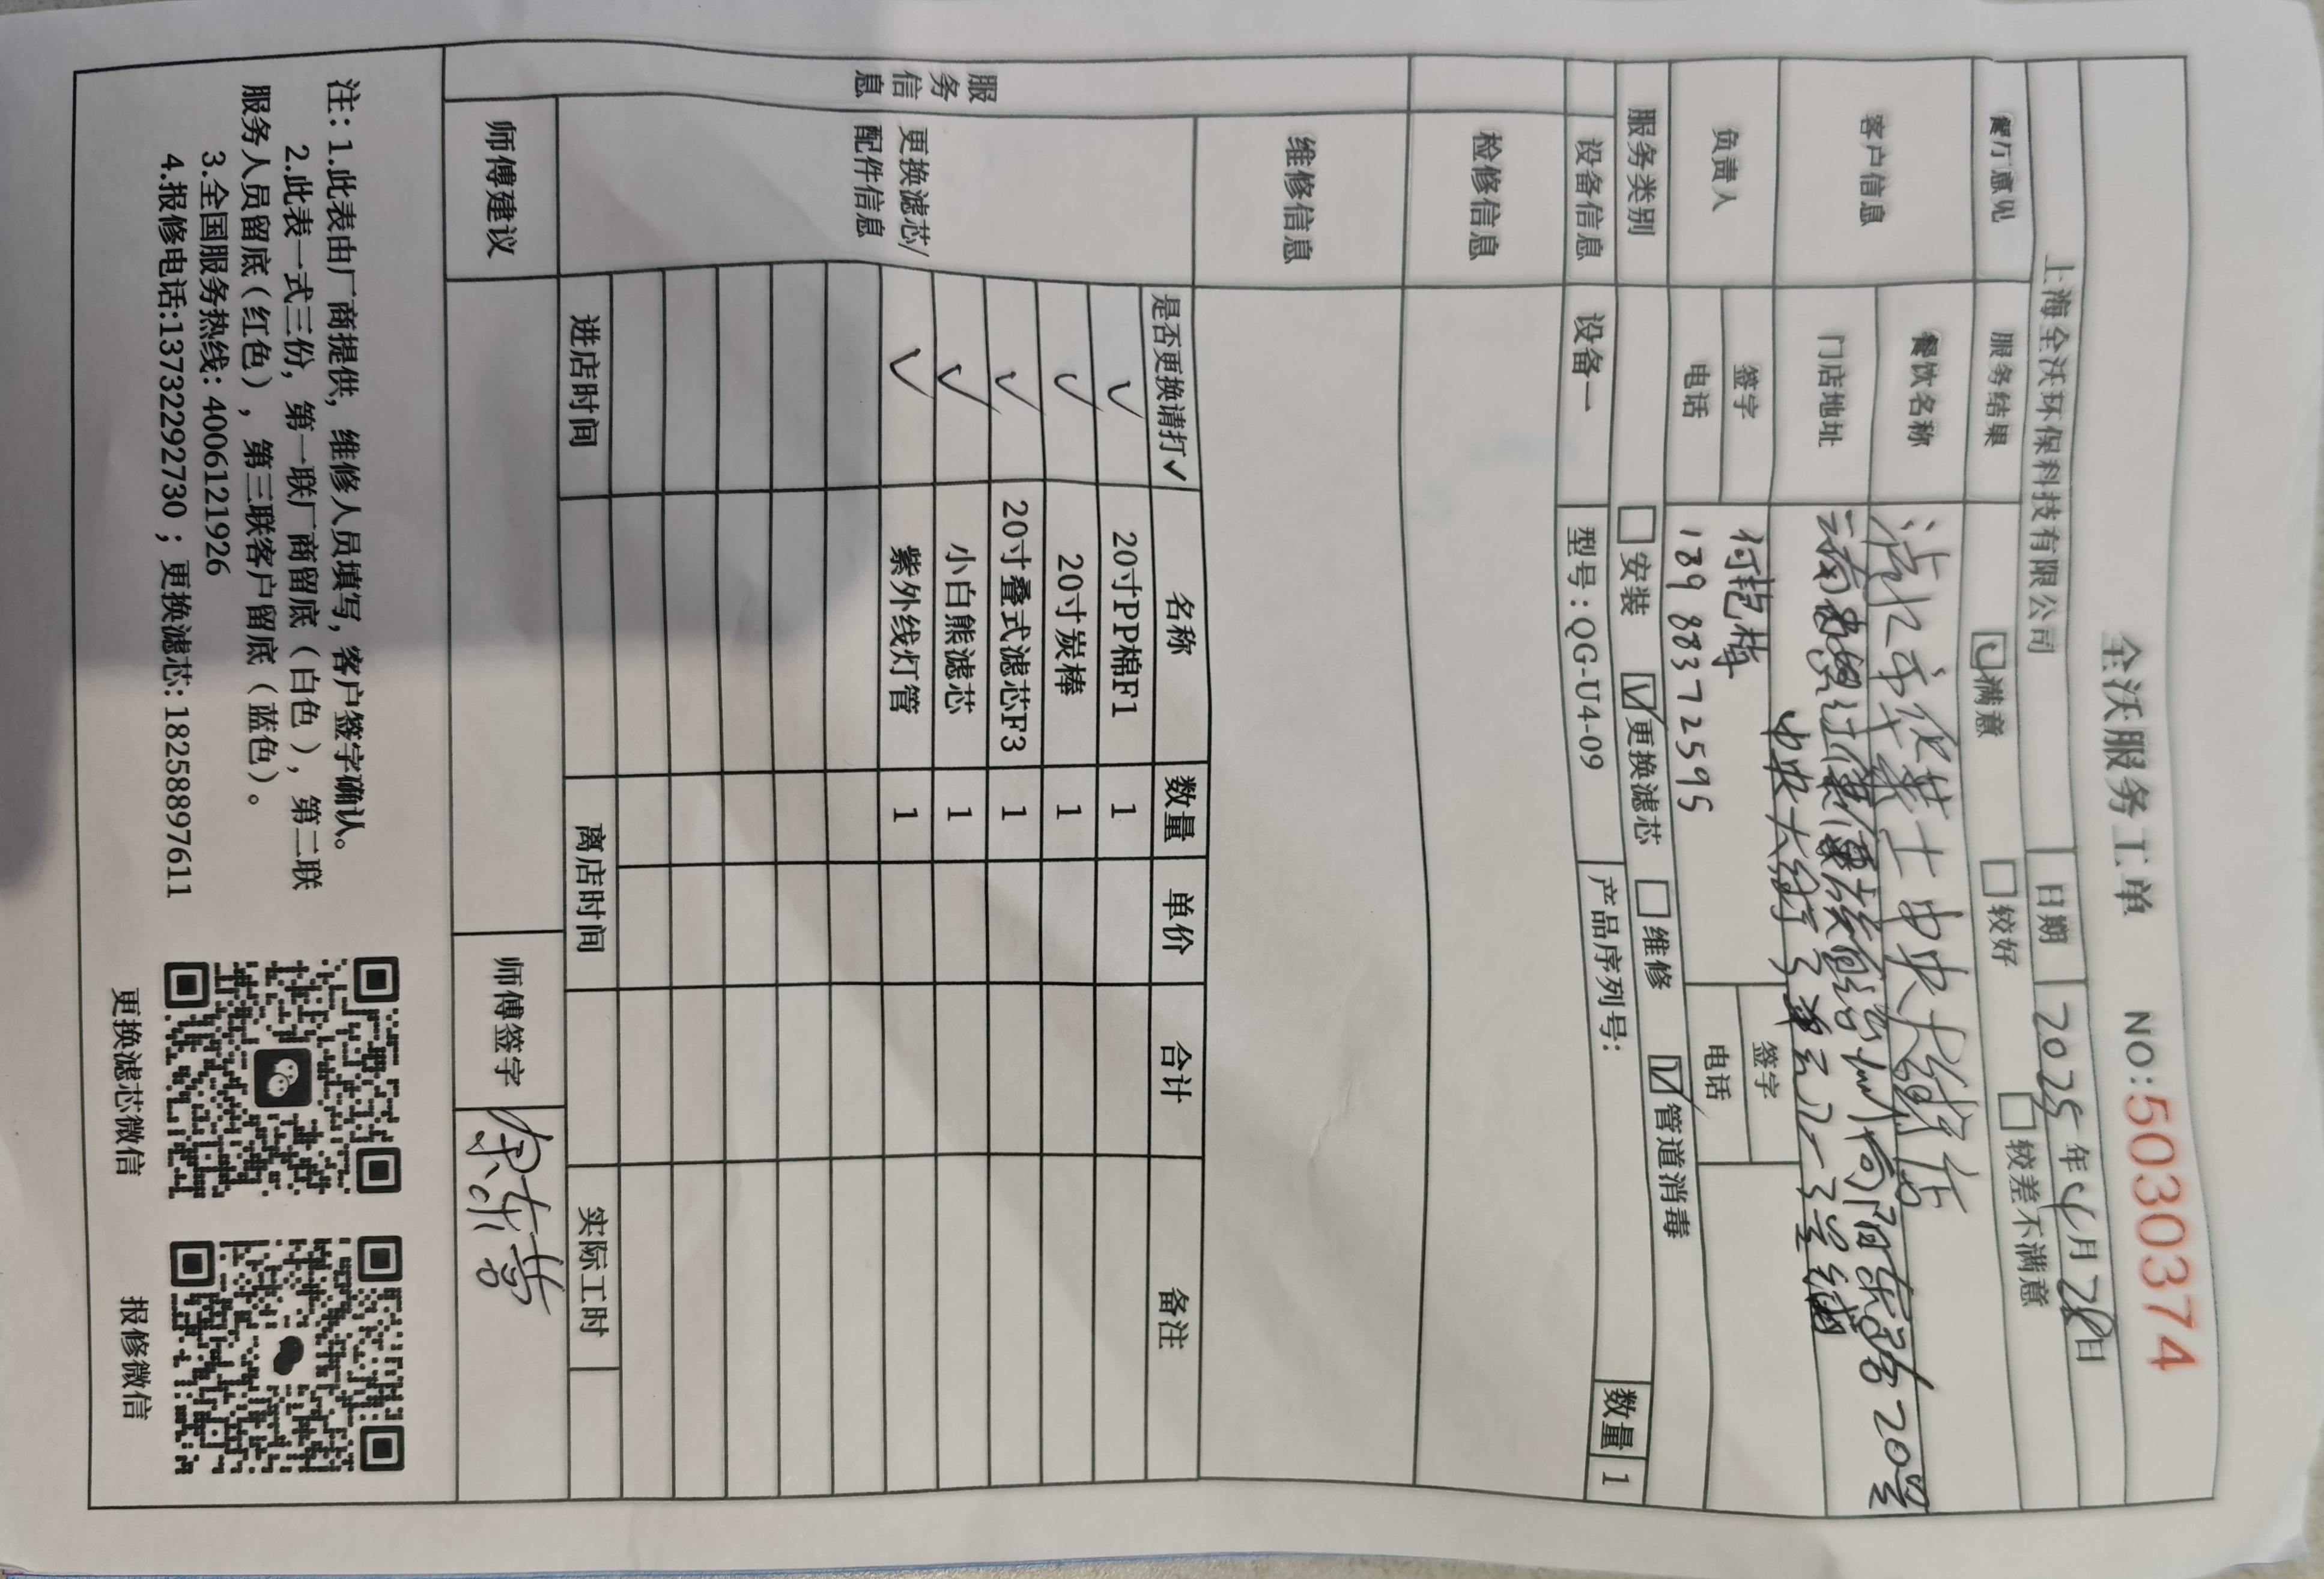 全沃服务工单 NO:5030374
上海全沃环保科技有限公司 日期 2025年4月28日
餐厅意见 服务结果 满意 较好 较差不满意
客户信息 餐饮名称 中央大街店
门店地址 20号
中央大街
负责人 签字 签字
电话 13988372595 电话
服务类别 安装 更换滤芯 维修 管道消毒
设备信息 设备一 型号:QG-U4-09 产品序列号: 数量 1
检修信息
维修信息
服务信息
更换滤芯/配件信息
是否更换请打✓ 名称 数量 单价 合计 备注
✓ 20寸PP棉F1 1
✓ 20寸炭棒 1
✓ 20寸叠式滤芯F3 1
✓ 小白熊滤芯 1
✓ 紫外线灯管 1
进店时间 离店时间 实际工时
师傅建议 师傅签字
注：1.此表由厂商提供，维修人员填写，客户签字确认。
2.此表一式三份，第一联厂商留底（白色），第二联
服务人员留底（红色），第三联客户留底（蓝色）。
3.全国服务热线：4006121926
4.报修电话:13732292730；更换滤芯:18258897611
更换滤芯微信 报修微信